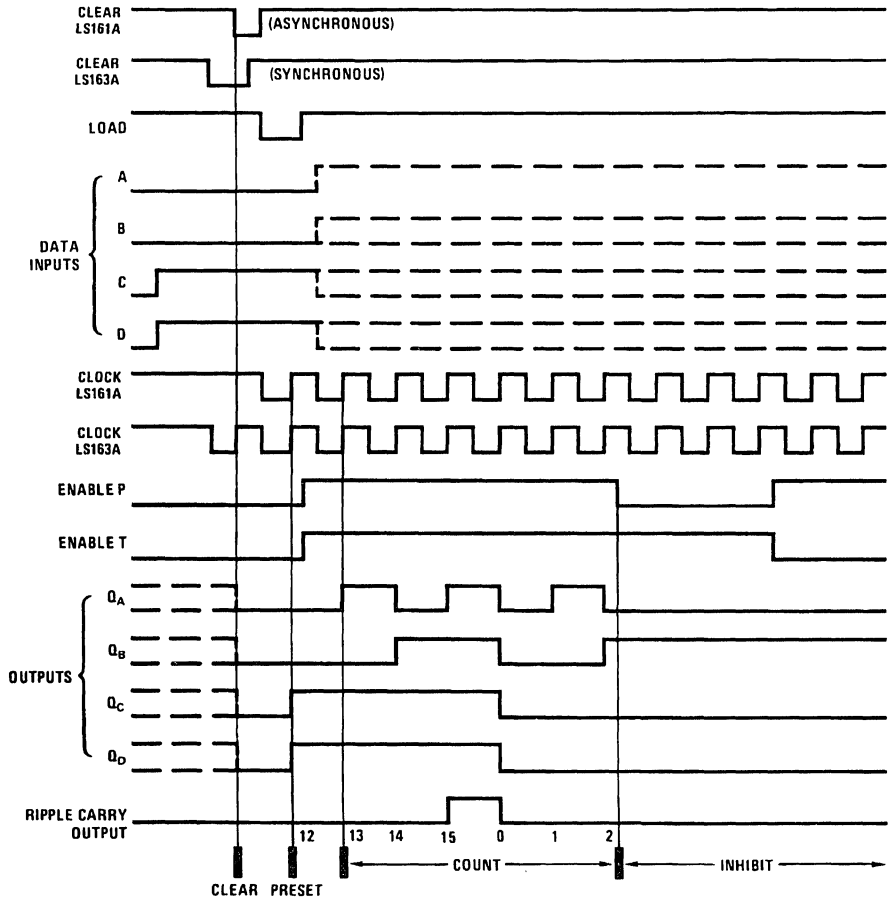 CLEAR
LS161A
(ASYNCHRONOUS)
CLEAR
LS163A
(SYNCHRONOUS)
LOAD
DATA
INPUTS
A
B
C
D
CLOCK
LS161A
CLOCK
LS163A
ENABLE P
ENABLE T
OUTPUTS
QA
QB
QC
QD
RIPPLE CARRY
OUTPUT
12 13 14 15 0 1 2
CLEAR PRESET
COUNT
INHIBIT